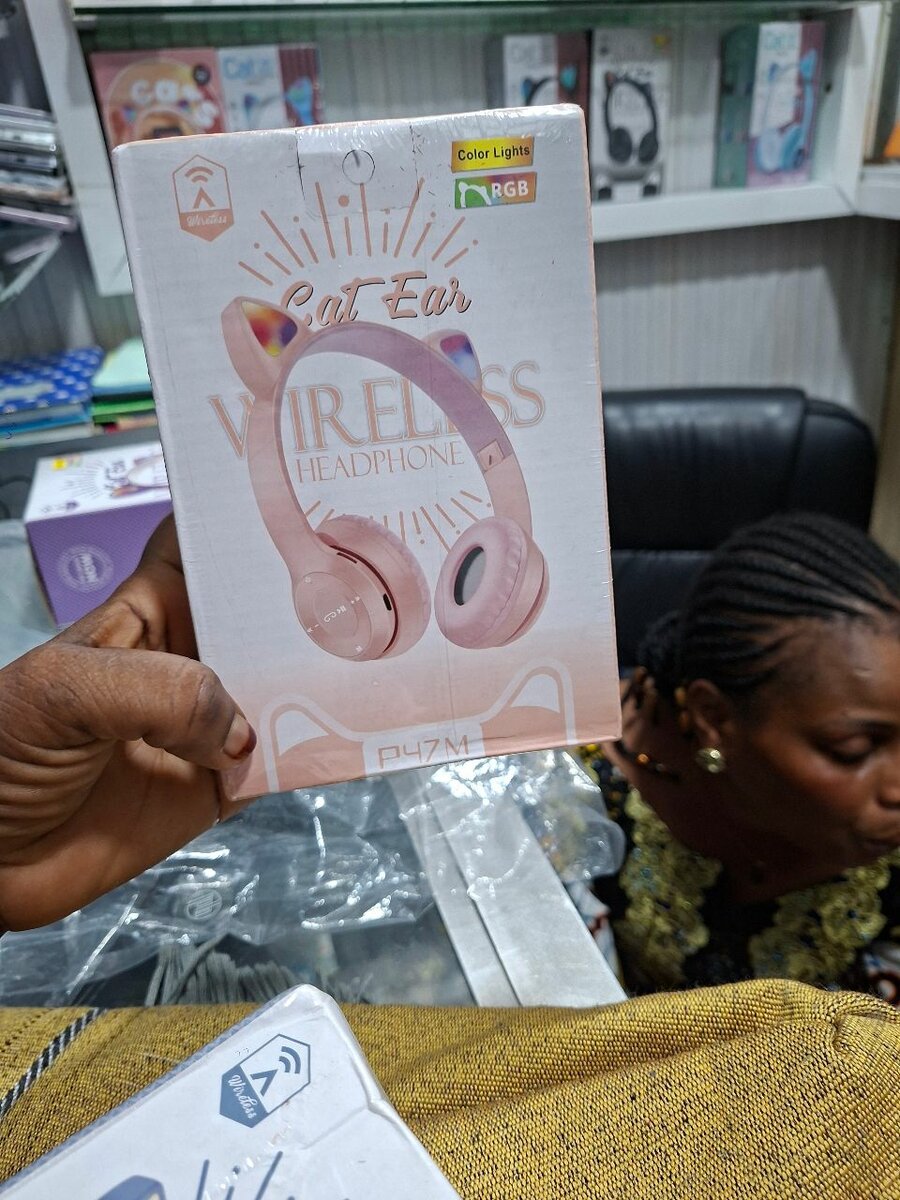 Wireless
Color Lights
RGB
Cat Ear
WIRELESS
HEADPHONE
P47M
Wireless